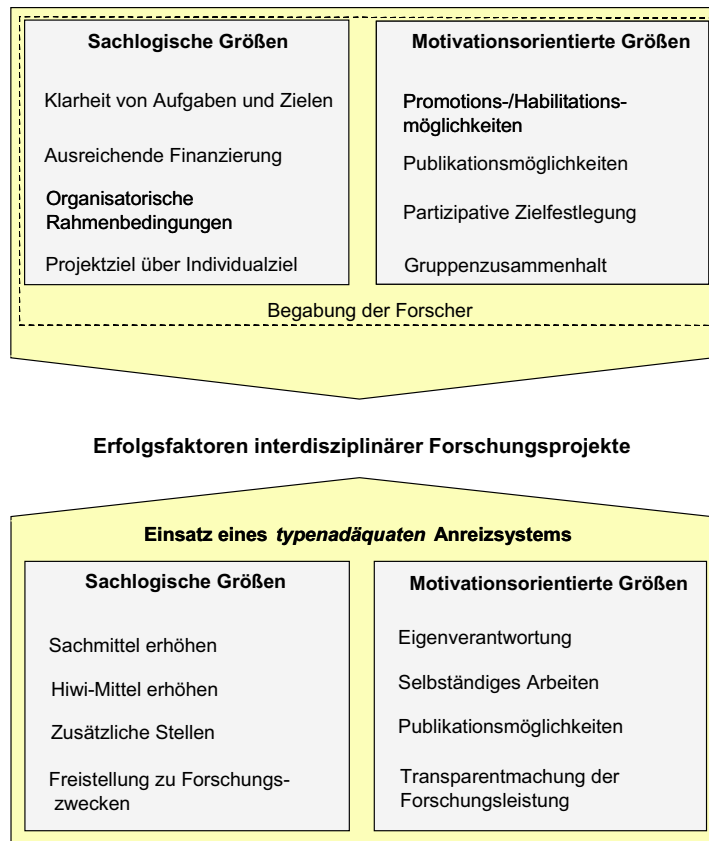 Sachlogische Größen
Klarheit von Aufgaben und Zielen
Ausreichende Finanzierung
Organisatorische
Rahmenbedingungen
Projektziel über Individualziel
Motivationsorientierte Größen
Promotions-/Habilitations-
möglichkeiten
Publikationsmöglichkeiten
Partizipative Zielfestlegung
Gruppenzusammenhalt
Begabung der Forscher
Erfolgsfaktoren interdisziplinärer Forschungsprojekte
Einsatz eines typenadäquaten Anreizsystems
Sachlogische Größen
Sachmittel erhöhen
Hiwi-Mittel erhöhen
Zusätzliche Stellen
Freistellung zu Forschungs-
zwecken
Motivationsorientierte Größen
Eigenverantwortung
Selbständiges Arbeiten
Publikationsmöglichkeiten
Transparentmachung der
Forschungsleistung